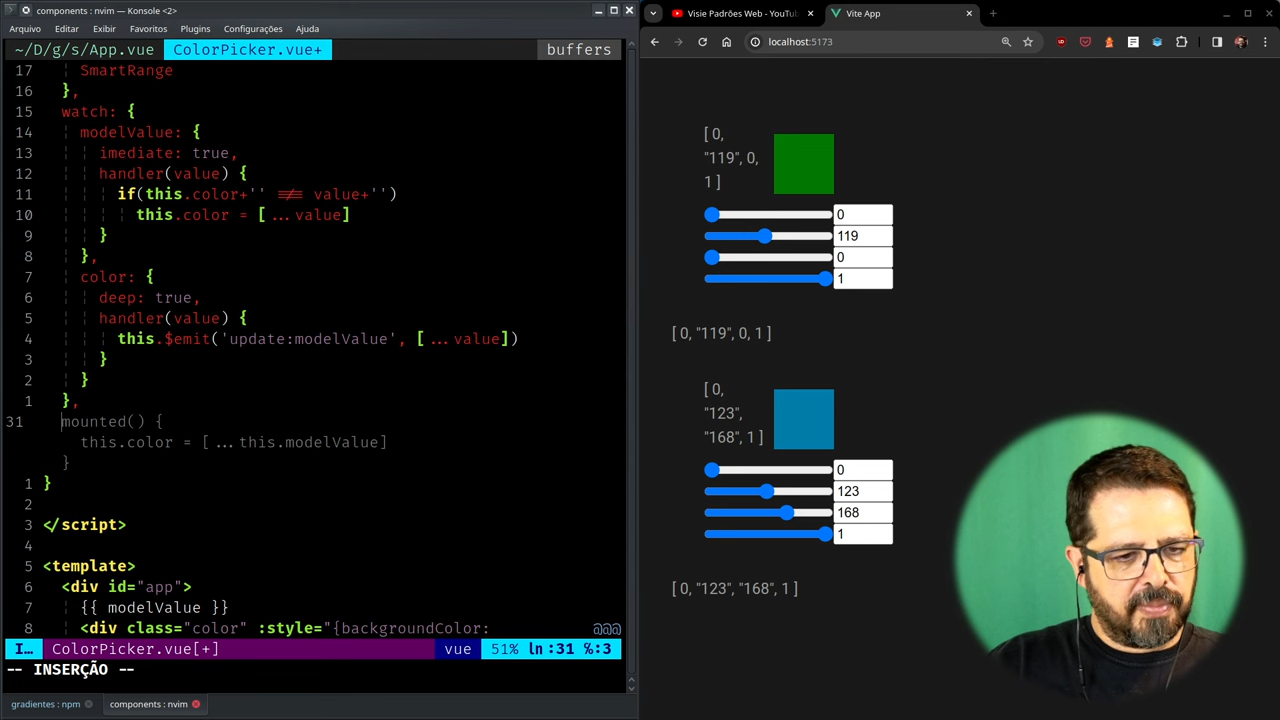 components : nvim — Konsole <2>
Arquivo Editar Exibir Favoritos Plugins Configurações Ajuda
~/D/g/s/App.vue ColorPicker.vue+ buffers
17 SmartRange
16 },
15 watch: {
14 modelValue: {
13 imediate: true,
12 handler(value) {
11 if(this.color+'' ≠ value+'')
10 this.color = [...value]
9 }
8 },
7 color: {
6 deep: true,
5 handler(value) {
4 this.$emit('update:modelValue', [...value])
3 }
2 }
1 },
31 mounted() {
this.color = [...this.modelValue]
}
1 }
2
3 </script>
4
5 <template>
6 <div id="app">
7 {{ modelValue }}
8 <div class="color" :style="{backgroundColor: @@@
I… ColorPicker.vue[+] vue 51% ln:31 %:3
-- INSERÇÃO --
gradientes : npm components : nvim
Visie Padrões Web - YouTu
Vite App
localhost:5173
[ 0,
"119", 0,
1 ]
0
119
0
1
[ 0, "119", 0, 1 ]
[ 0,
"123",
"168", 1 ]
0
123
168
1
[ 0, "123", "168", 1 ]